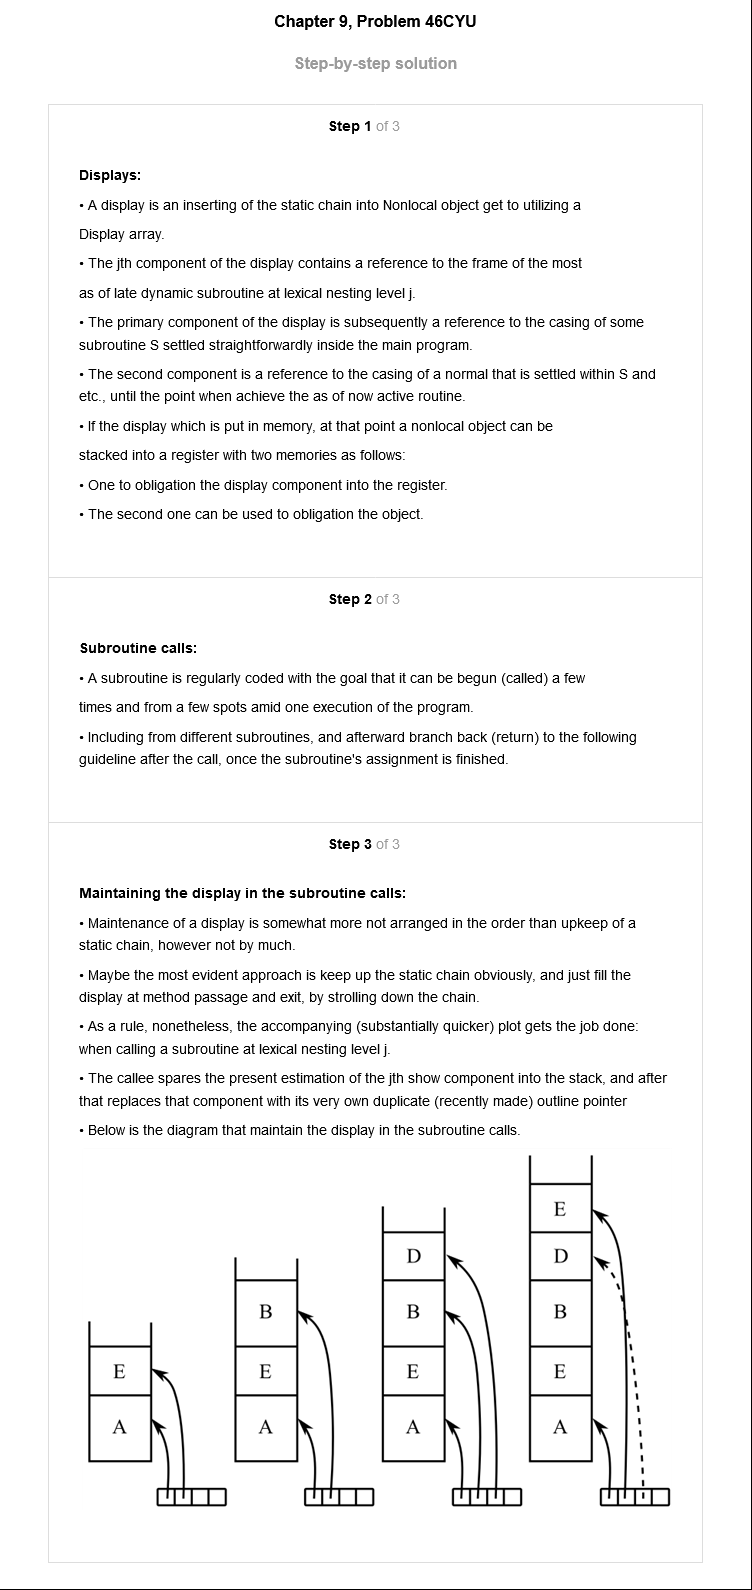 Chapter 9, Problem 46CYU
Step-by-step solution
Step 1 of 3
Displays:
• A display is an inserting of the static chain into Nonlocal object get to utilizing a
Display array.
• The jth component of the display contains a reference to the frame of the most
as of late dynamic subroutine at lexical nesting level j.
• The primary component of the display is subsequently a reference to the casing of some
subroutine S settled straightforwardly inside the main program.
• The second component is a reference to the casing of a normal that is settled within S and
etc., until the point when achieve the as of now active routine.
• If the display which is put in memory, at that point a nonlocal object can be
stacked into a register with two memories as follows:
• One to obligation the display component into the register.
• The second one can be used to obligation the object.
Step 2 of 3
Subroutine calls:
• A subroutine is regularly coded with the goal that it can be begun (called) a few
times and from a few spots amid one execution of the program.
• Including from different subroutines, and afterward branch back (return) to the following
guideline after the call, once the subroutine's assignment is finished.
Step 3 of 3
Maintaining the display in the subroutine calls:
• Maintenance of a display is somewhat more not arranged in the order than upkeep of a
static chain, however not by much.
• Maybe the most evident approach is keep up the static chain obviously, and just fill the
display at method passage and exit, by strolling down the chain.
• As a rule, nonetheless, the accompanying (substantially quicker) plot gets the job done:
when calling a subroutine at lexical nesting level j.
• The callee spares the present estimation of the jth show component into the stack, and after
that replaces that component with its very own duplicate (recently made) outline pointer
• Below is the diagram that maintain the display in the subroutine calls.
E
A
B
E
A
D
B
E
A
E
D
B
E
A